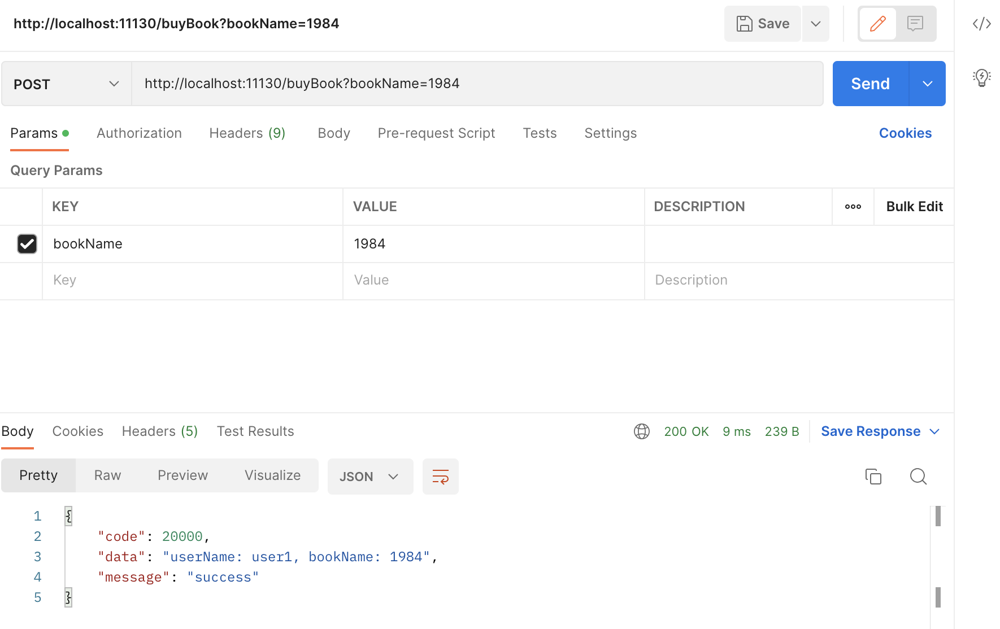 http://localhost:11130/buyBook?bookName=1984 Save
POST http://localhost:11130/buyBook?bookName=1984 Send
Params Authorization Headers (9) Body Pre-request Script Tests Settings Cookies
Query Params
KEY VALUE DESCRIPTION Bulk Edit
bookName 1984
Key Value Description
Body Cookies Headers (5) Test Results 200 OK 9 ms 239 B Save Response
Pretty Raw Preview Visualize JSON
1 {
2 "code": 20000,
3 "data": "userName: user1, bookName: 1984",
4 "message": "success"
5 }